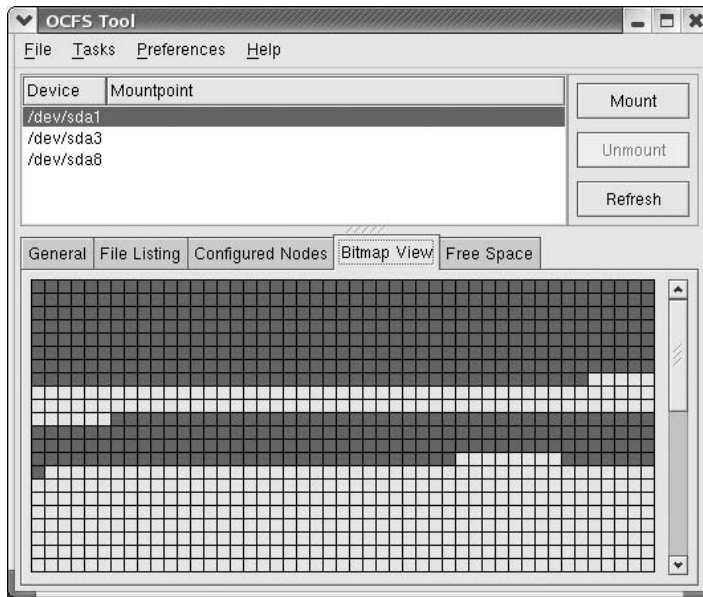 OCFS Tool
File Tasks Preferences Help
Device Mountpoint
/dev/sda1
/dev/sda3
/dev/sda8
Mount
Unmount
Refresh
General File Listing Configured Nodes Bitmap View Free Space